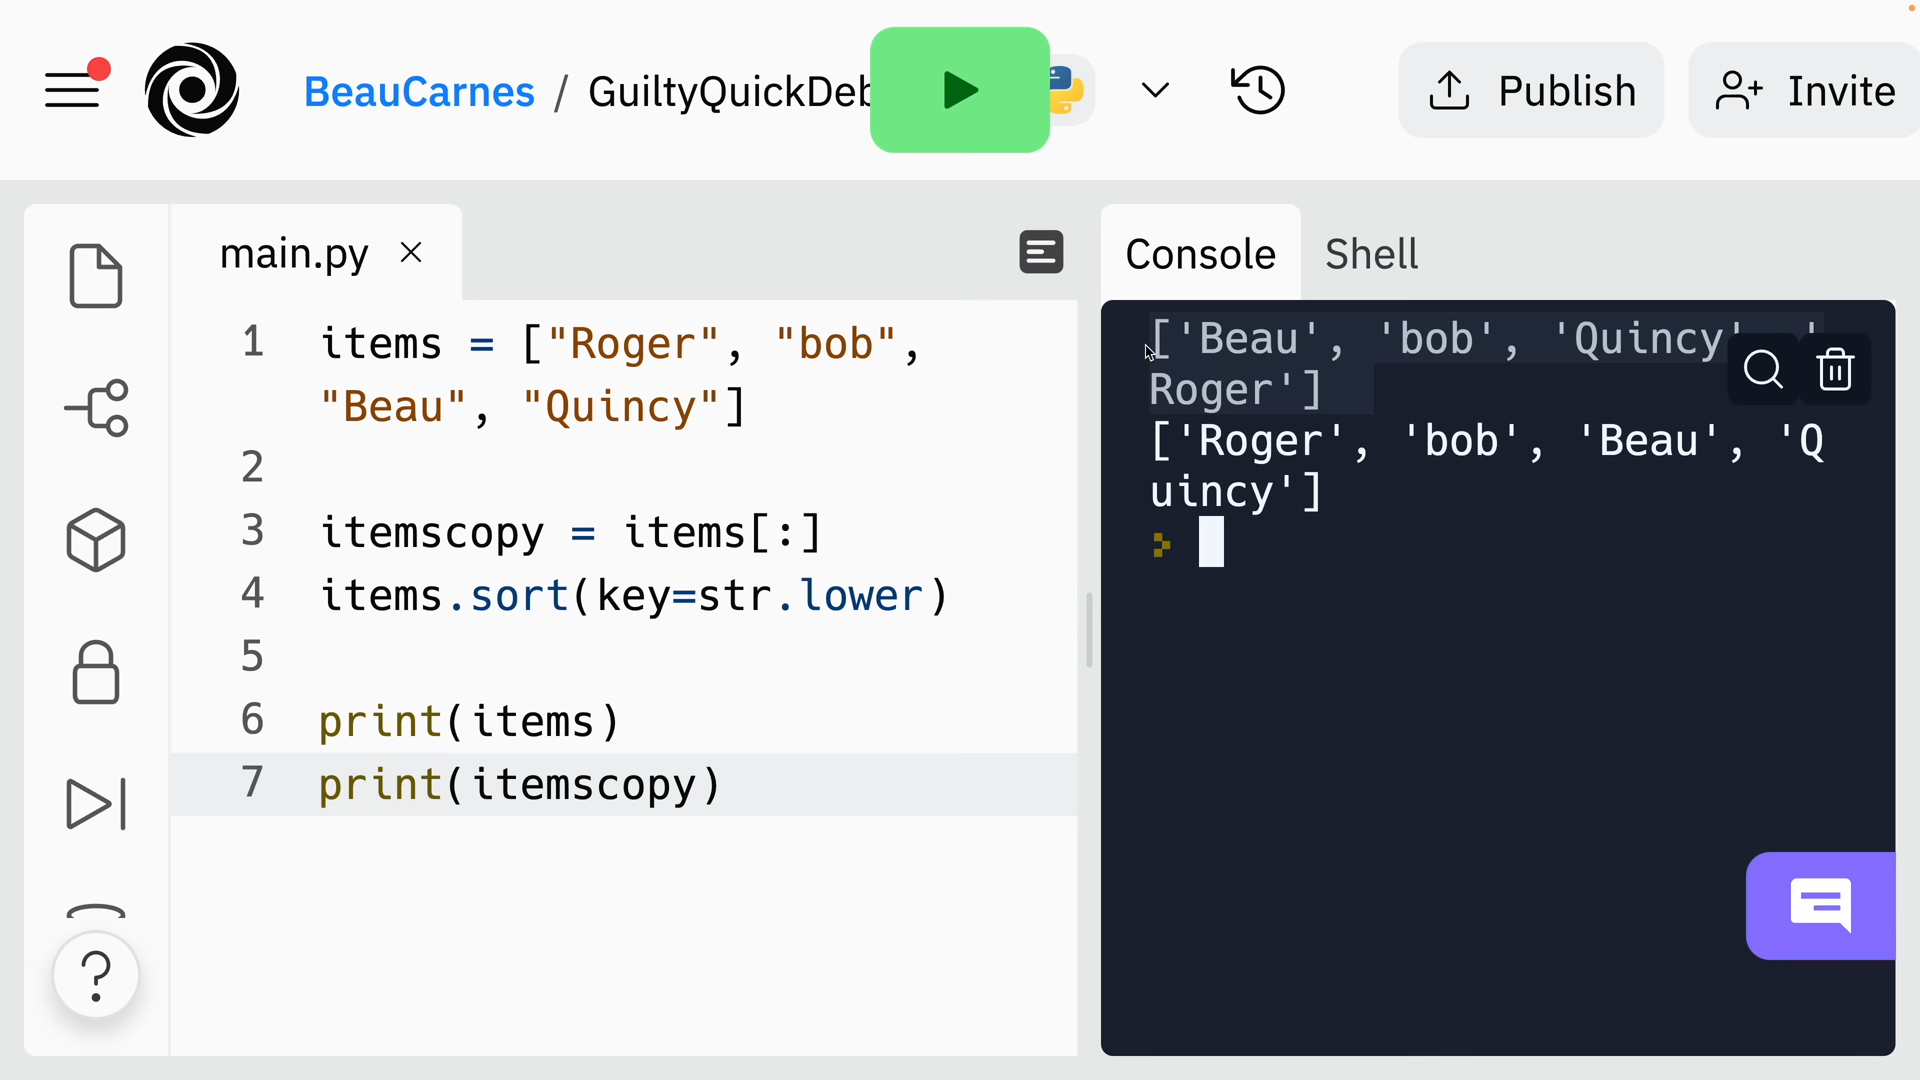 BeauCarnes / GuiltyQuickDeb
Publish
Invite
main.py
Console
Shell
1 items = ["Roger", "bob",
"Beau", "Quincy"]
2
3 itemscopy = items[:]
4 items.sort(key=str.lower)
5
6 print(items)
7 print(itemscopy)
['Beau', 'bob', 'Quincy', '
Roger']
['Roger', 'bob', 'Beau', 'Q
uincy']
>
?